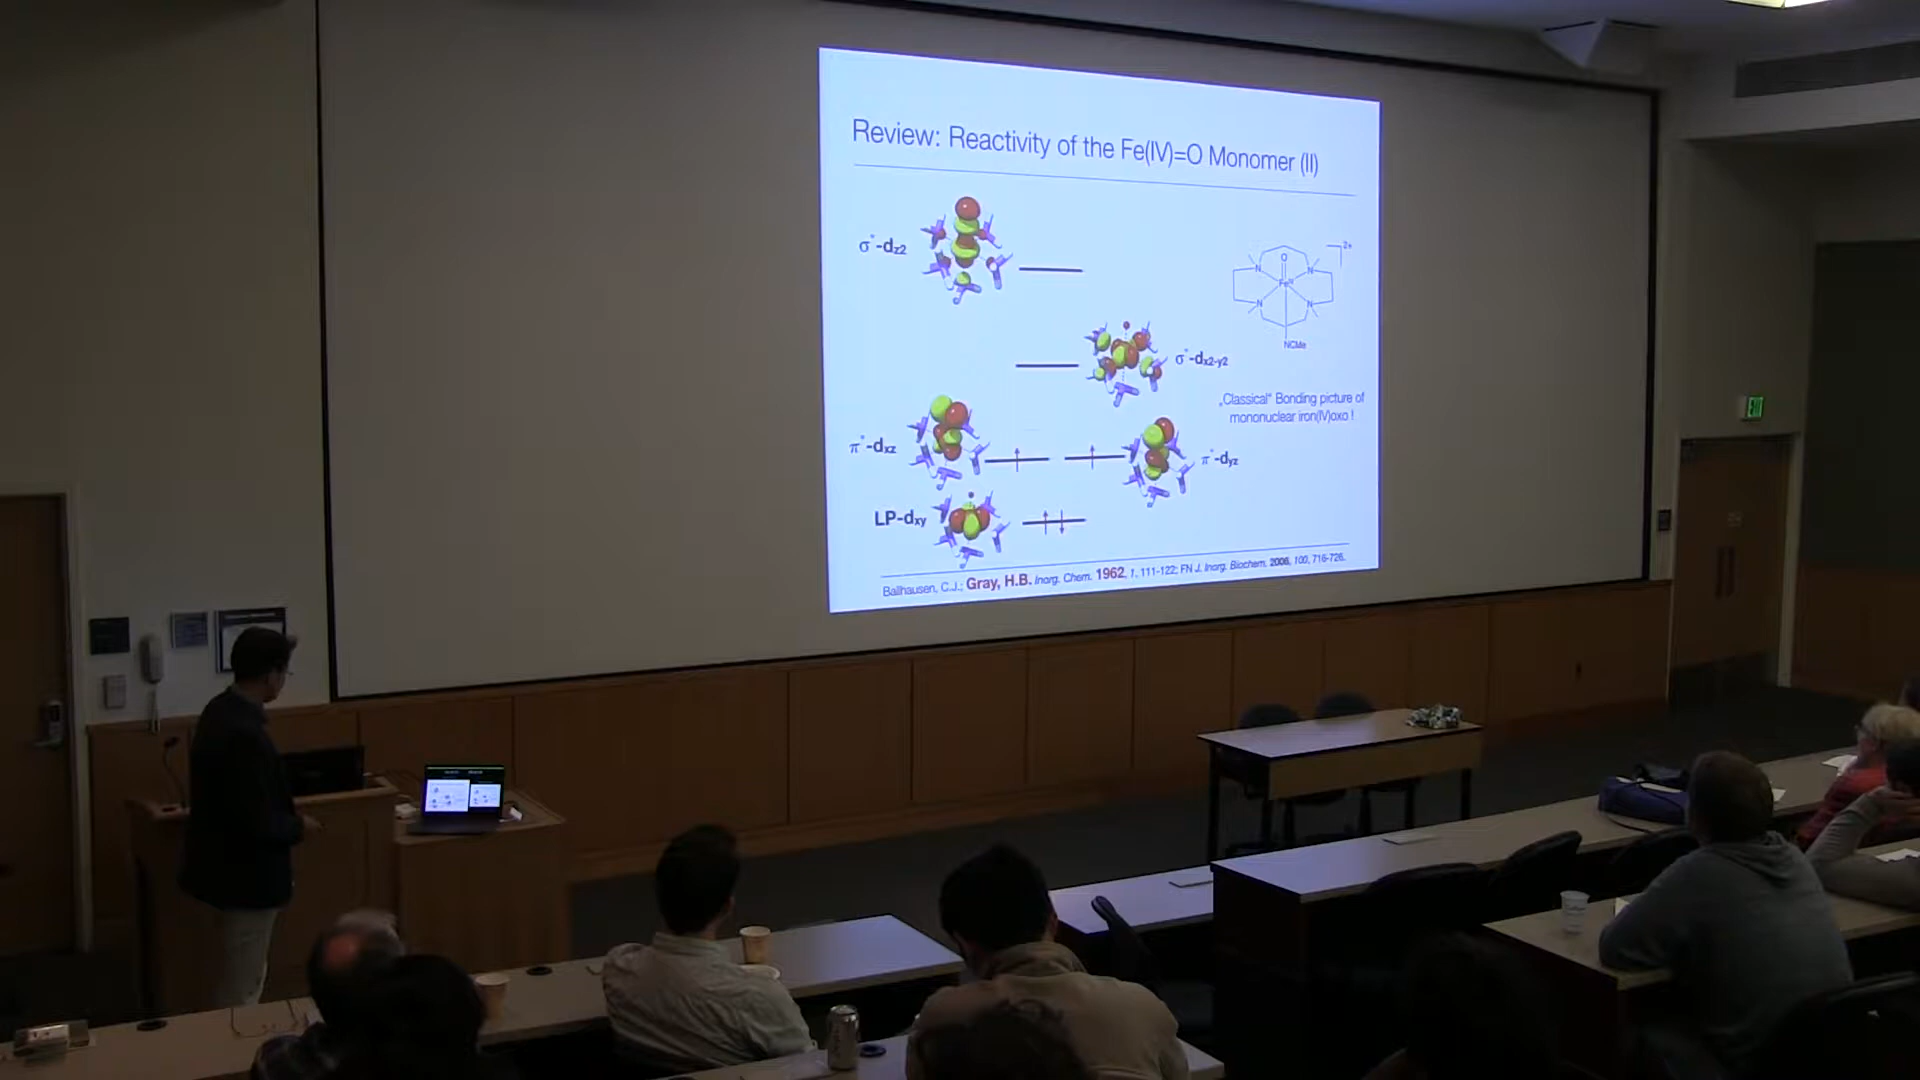 Review: Reactivity of the Fe(IV)=O Monomer (II)
σ*-dz2
2+
O
N N
FeIV
N N
NCMe
σ*-dx2-y2
„Classical“ Bonding picture of
mononuclear iron(IV)oxo !
π*-dxz
π*-dyz
LP-dxy
Ballhausen, C.J.; Gray, H.B. Inorg. Chem. 1962, 1, 111-122; FN J. Inorg. Biochem. 2006, 100, 716-726.